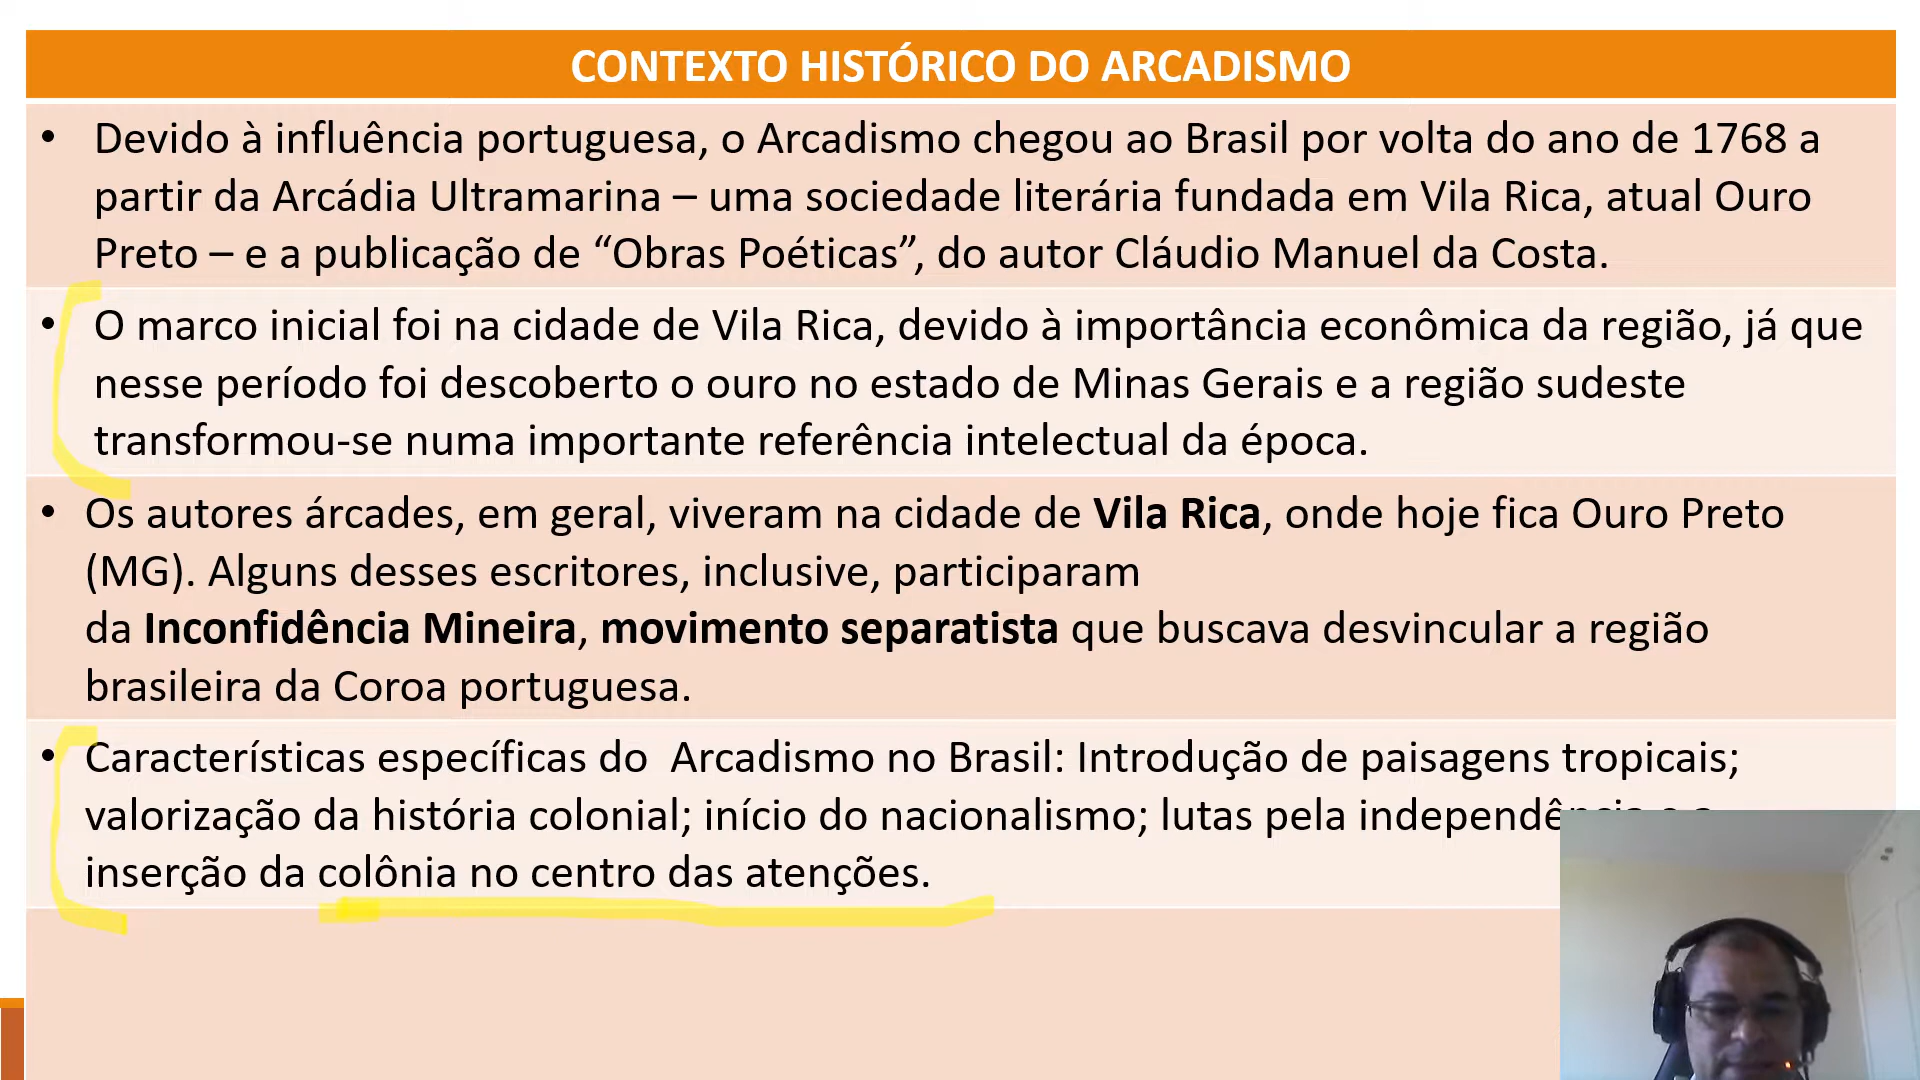 CONTEXTO HISTÓRICO DO ARCADISMO
• Devido à influência portuguesa, o Arcadismo chegou ao Brasil por volta do ano de 1768 a
partir da Arcádia Ultramarina – uma sociedade literária fundada em Vila Rica, atual Ouro
Preto – e a publicação de “Obras Poéticas”, do autor Cláudio Manuel da Costa.
• O marco inicial foi na cidade de Vila Rica, devido à importância econômica da região, já que
nesse período foi descoberto o ouro no estado de Minas Gerais e a região sudeste
transformou-se numa importante referência intelectual da época.
• Os autores árcades, em geral, viveram na cidade de Vila Rica, onde hoje fica Ouro Preto
(MG). Alguns desses escritores, inclusive, participaram
da Inconfidência Mineira, movimento separatista que buscava desvincular a região
brasileira da Coroa portuguesa.
• Características específicas do Arcadismo no Brasil: Introdução de paisagens tropicais;
valorização da história colonial; início do nacionalismo; lutas pela independência e a
inserção da colônia no centro das atenções.